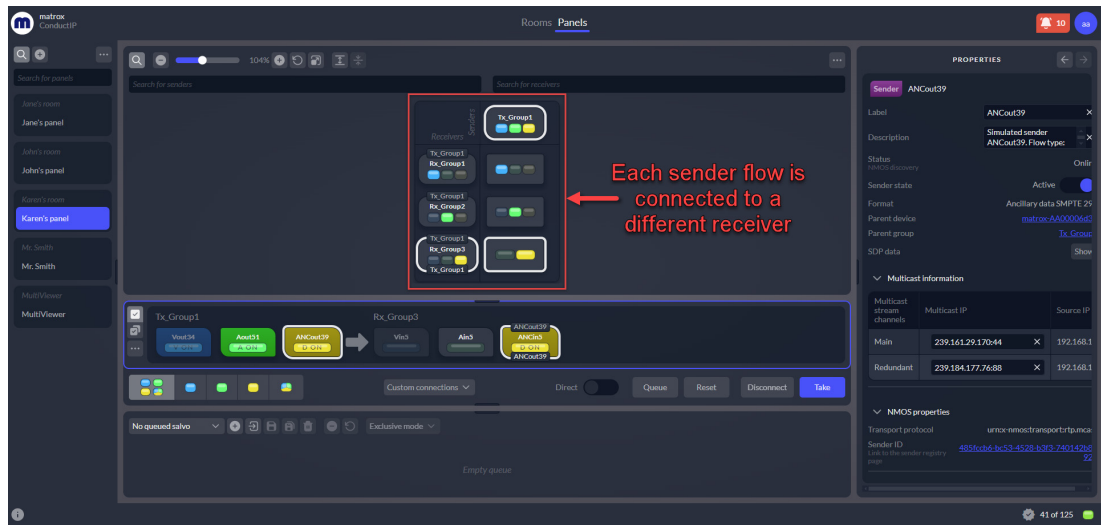 matrox
ConductIP
Rooms Panels
10
aa
104%
Search for panels
Search for senders
Search for receivers
Jane's room
Jane's panel
John's room
John's panel
Karen's room
Karen's panel
Mr. Smith
Mr. Smith
MultiViewer
MultiViewer
Senders
Receivers
Tx_Group1
Tx_Group1
Rx_Group1
Tx_Group1
Rx_Group2
Tx_Group1
Rx_Group3
Tx_Group1
Each sender flow is
connected to a
different receiver
Tx_Group1
Rx_Group3
Vout34
V ON
Aout51
A ON
ANCout39
D ON
Vin5
Ain5
ANCout39
ANCin5
D ON
ANCout39
Custom connections
Direct
Queue
Reset
Disconnect
Take
No queued salvo
Exclusive mode
Empty queue
PROPERTIES
Sender ANCout39
Label
ANCout39
Description
Simulated sender
ANCout39. Flow type:
Status
NMOS discovery
Onlin
Sender state
Active
Format
Ancillary data SMPTE 29
Parent device
matrox-AA00006d3
Parent group
Tx_Group
SDP data
Show
Multicast information
Multicast
stream
channels
Multicast IP
Source IP
Main
239.161.29.170:44
192.168.1
Redundant
239.184.177.76:88
192.168.1
NMOS properties
Transport protocol
urn:x-nmos:transport:rtp.mca
Sender ID
Link to the sender registry
page
485fccb6-bc53-4528-b3f3-740142b8
92
41 of 125